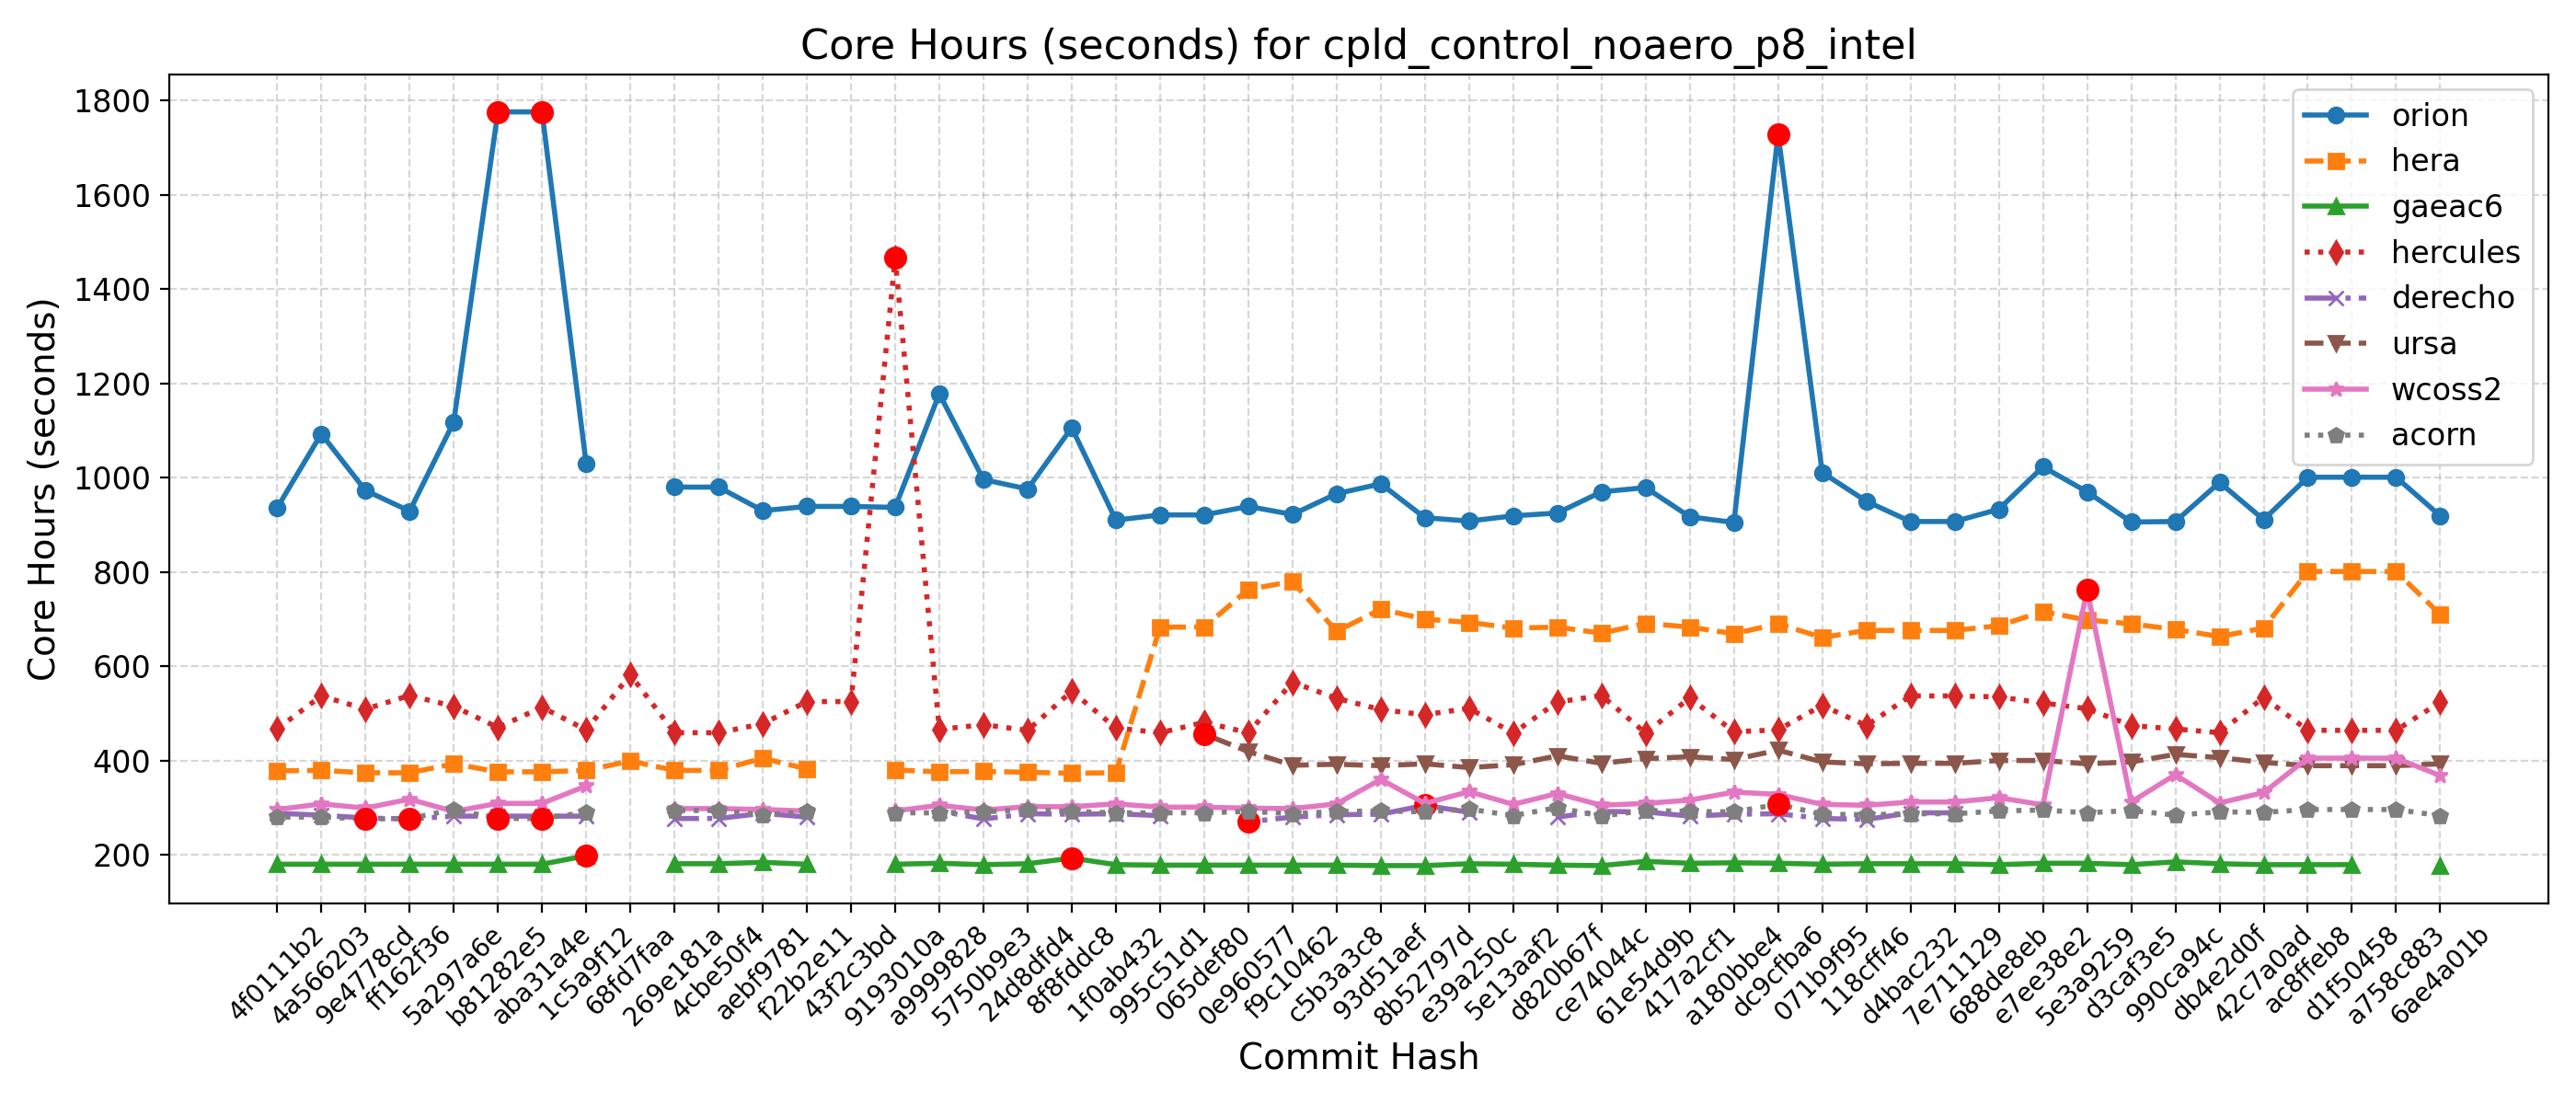 Core Hours (seconds) for cpld_control_noaero_p8_intel
Core Hours (seconds)
1800
1600
1400
1200
1000
800
600
400
200
orion
hera
gaeac6
hercules
derecho
ursa
wcoss2
acorn
4f0111b2
4a566203
9e4778cd
ff162f36
5a297a6e
b81282e5
aba31a4e
1c5a9f12
68fd7faa
269e181a
4cbe50f4
aebf9781
f22b2e11
43f2c3bd
9193010a
a9999828
5750b9e3
24d8dfd4
8f8fddc8
1f0ab432
995c51d1
065def80
0e960577
f9c10462
c5b3a3c8
93d51aef
8b52797d
e39a250c
5e13aaf2
d820b67f
ce74044c
61e54d9b
417a2cf1
a180bbe4
dc9cfba6
071b9f95
118cff46
d4bac232
7e711129
688de8eb
e7ee38e2
5e3a9259
d3caf3e5
990ca94c
db4e2d0f
42c7a0ad
ac8ffeb8
d1f50458
a758c883
6ae4a01b
Commit Hash